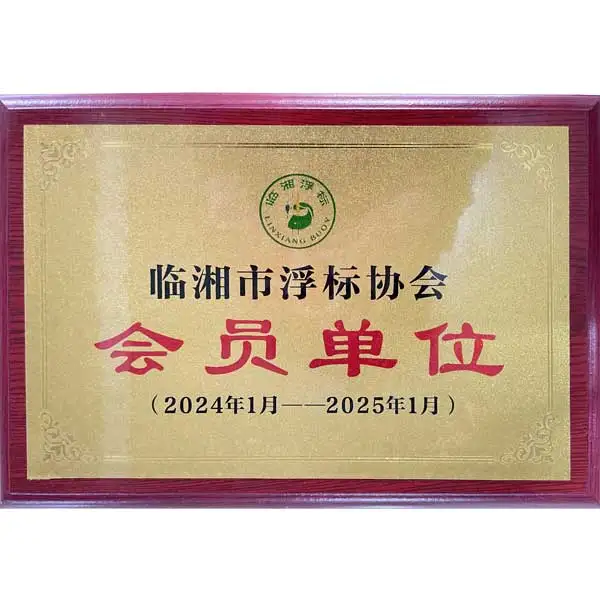 临湘浮标
LINXIANG BUOY
临湘市浮标协会
会员单位
（2024年1月——2025年1月）